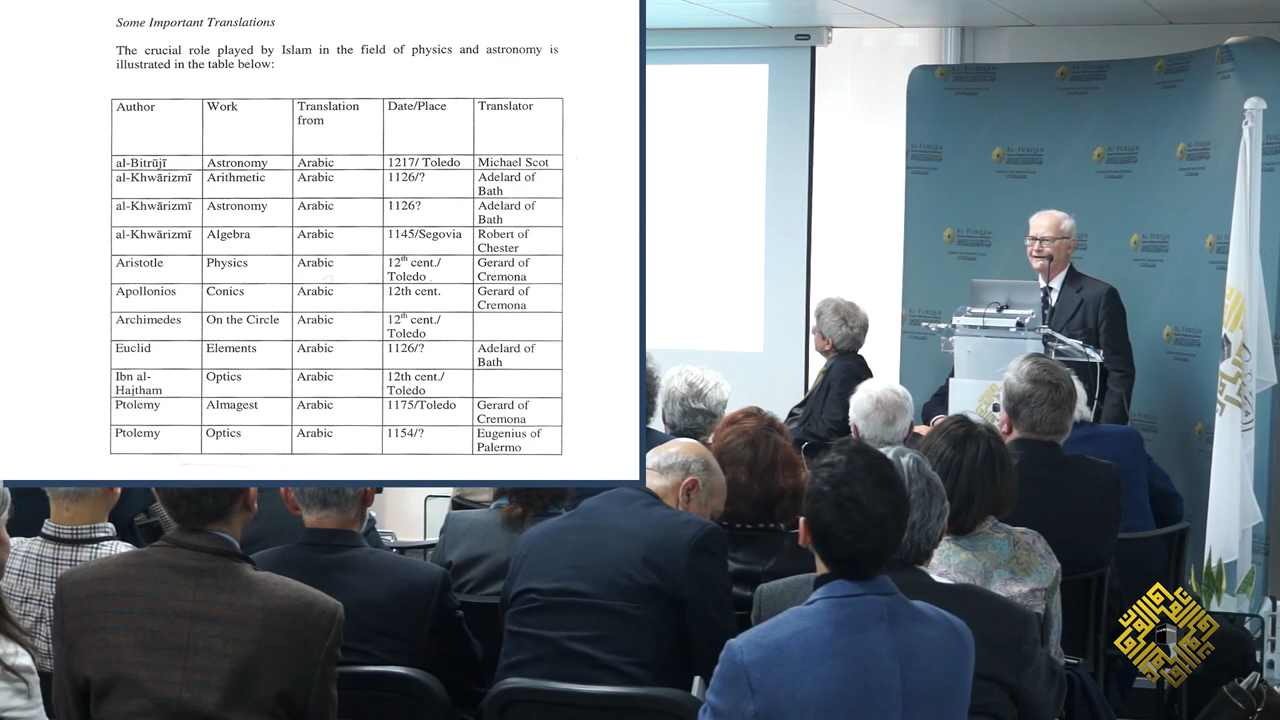 Some Important Translations
The crucial role played by Islam in the field of physics and astronomy is
illustrated in the table below:
Author Work Translation from Date/Place Translator
al-Bitrūjī Astronomy Arabic 1217/ Toledo Michael Scot
al-Khwārizmī Arithmetic Arabic 1126/? Adelard of Bath
al-Khwārizmī Astronomy Arabic 1126? Adelard of Bath
al-Khwārizmī Algebra Arabic 1145/Segovia Robert of Chester
Aristotle Physics Arabic 12th cent./ Toledo Gerard of Cremona
Apollonios Conics Arabic 12th cent. Gerard of Cremona
Archimedes On the Circle Arabic 12th cent./ Toledo
Euclid Elements Arabic 1126/? Adelard of Bath
Ibn al-Hajtham Optics Arabic 12th cent./ Toledo
Ptolemy Almagest Arabic 1175/Toledo Gerard of Cremona
Ptolemy Optics Arabic 1154/? Eugenius of Palermo
AL-FURQĀN